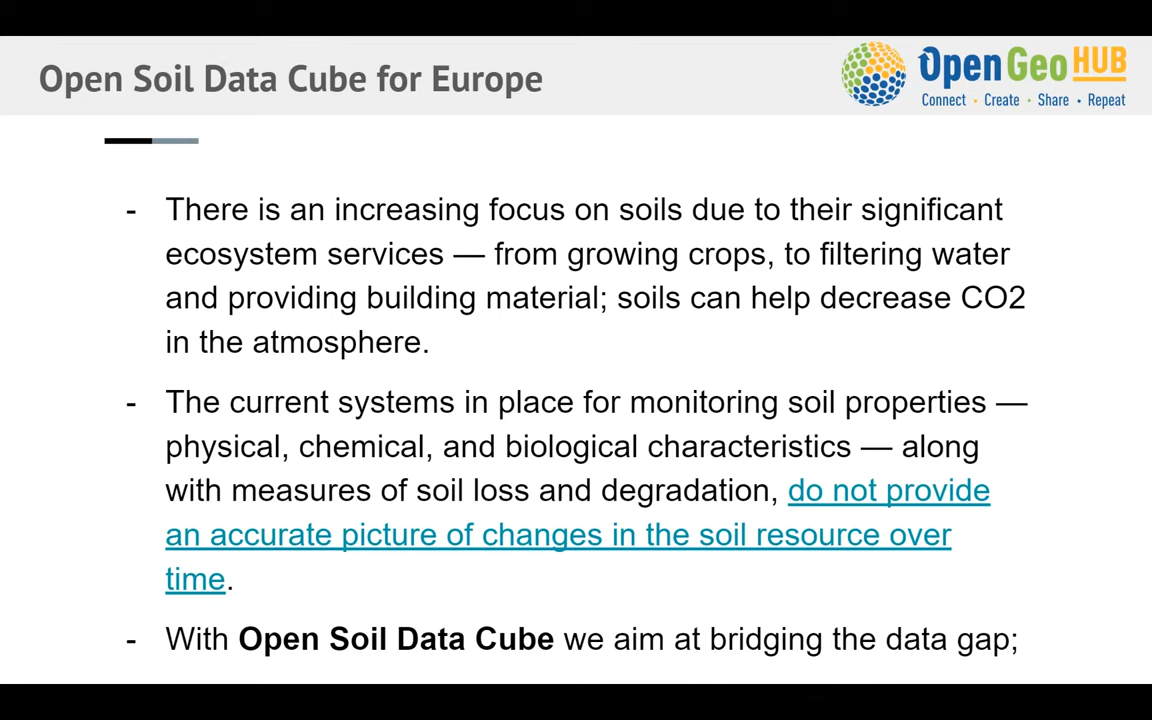 Open Soil Data Cube for Europe
Open Geo HUB
Connect • Create • Share • Repeat
- There is an increasing focus on soils due to their significant
ecosystem services — from growing crops, to filtering water
and providing building material; soils can help decrease CO2
in the atmosphere.
- The current systems in place for monitoring soil properties —
physical, chemical, and biological characteristics — along
with measures of soil loss and degradation, do not provide
an accurate picture of changes in the soil resource over
time.
- With Open Soil Data Cube we aim at bridging the data gap;